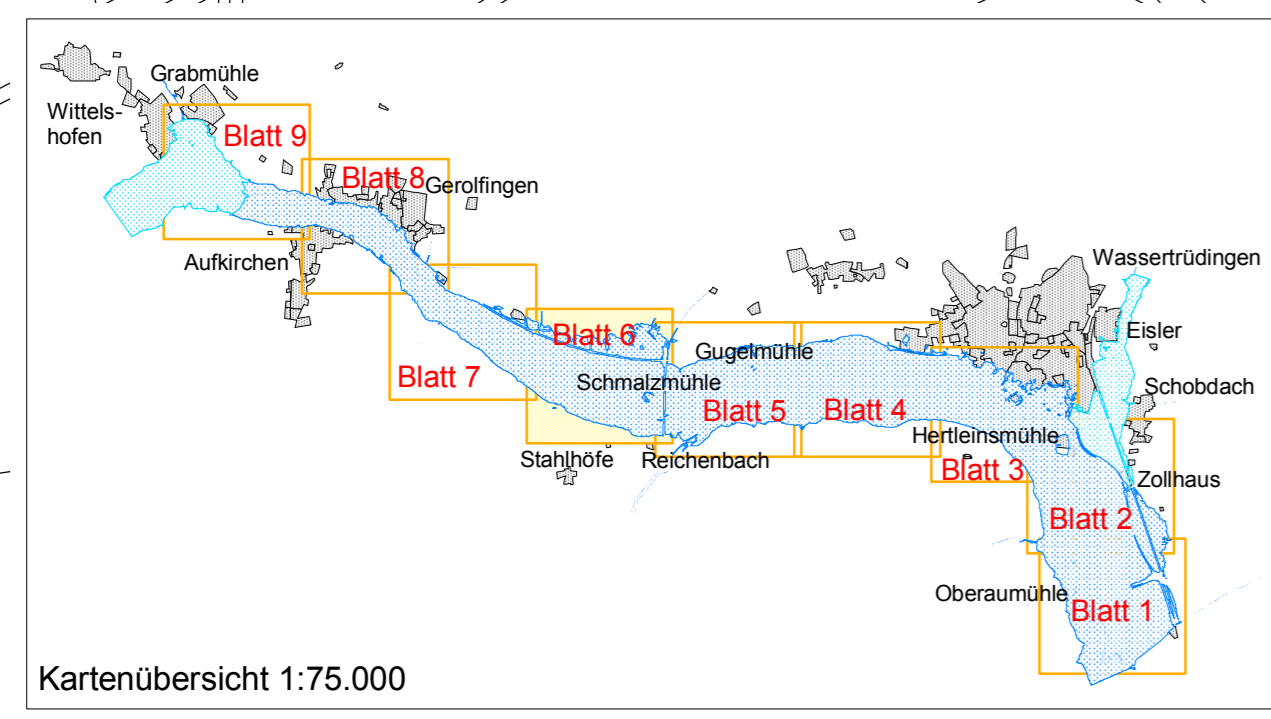 Grabmühle
Wittels-
hofen
Blatt 9
Blatt 8
Gerolfingen
Aufkirchen
Wassertrüdingen
Eisler
Blatt 6
Gugelmühle
Blatt 7
Schmalzmühle
Schobdach
Blatt 5
Blatt 4
Hertleinsmühle
Stahlhöfe
Reichenbach
Blatt 3
Zollhaus
Blatt 2
Oberaumühle
Blatt 1
Kartenübersicht 1:75.000